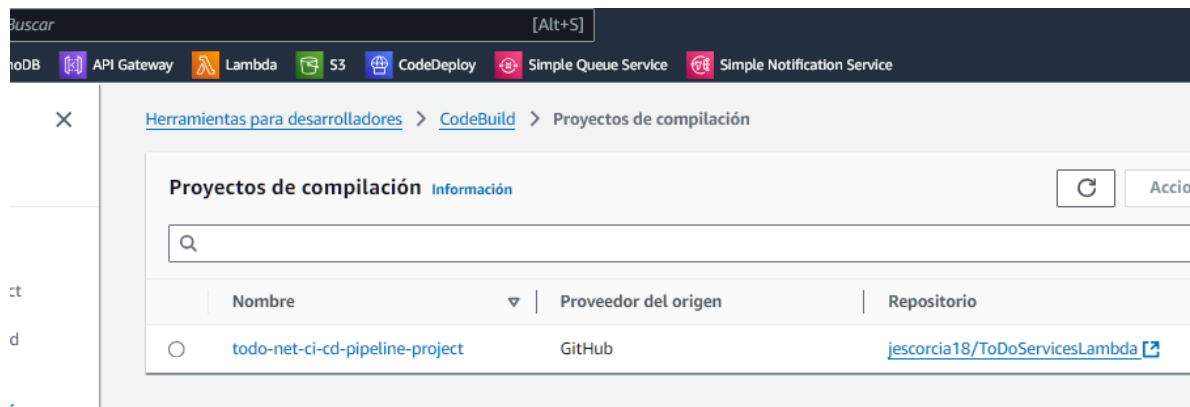 Buscar [Alt+S]
API Gateway Lambda S3 CodeDeploy Simple Queue Service Simple Notification Service
Herramientas para desarrolladores > CodeBuild > Proyectos de compilación
Proyectos de compilación Información
Nombre Proveedor del origen Repositorio
todo-net-ci-cd-pipeline-project GitHub jescorcia18/ToDoServicesLambda